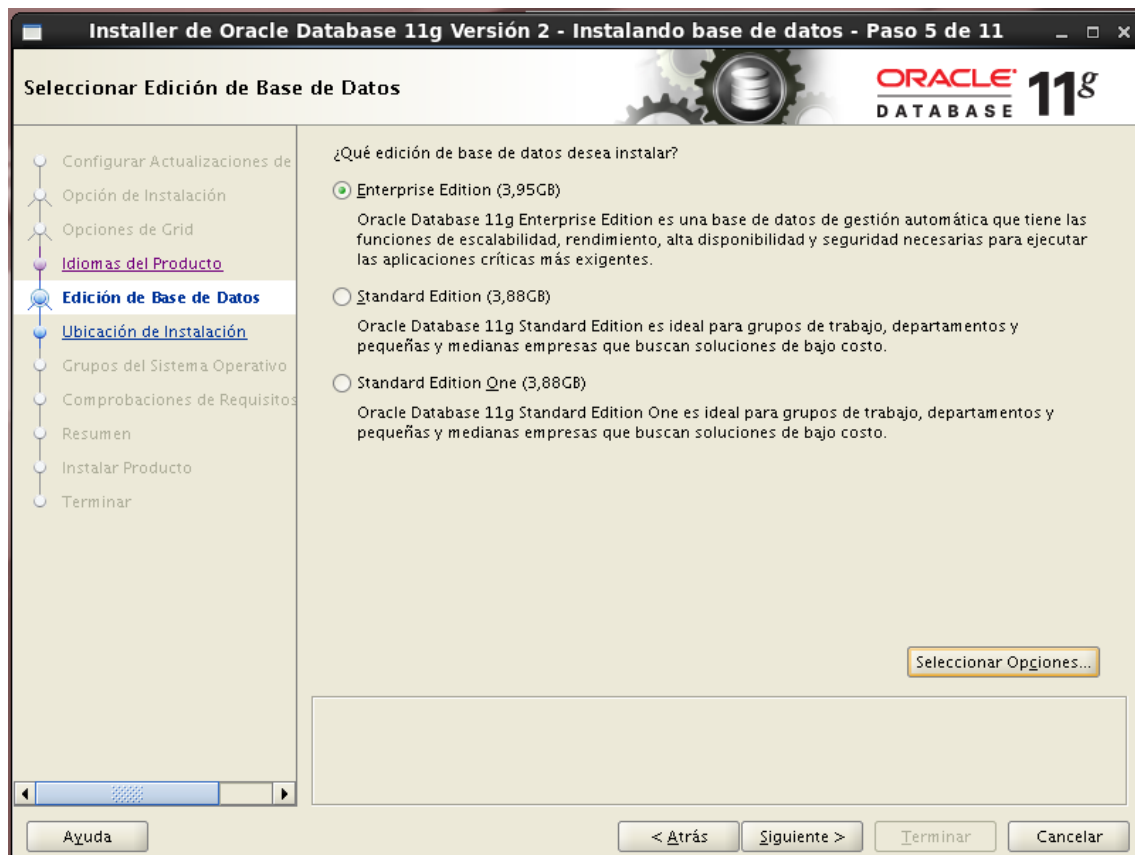 Installer de Oracle Database 11g Versión 2 - Instalando base de datos - Paso 5 de 11
Seleccionar Edición de Base de Datos
ORACLE
DATABASE
11g
Configurar Actualizaciones de
Opción de Instalación
Opciones de Grid
Idiomas del Producto
Edición de Base de Datos
Ubicación de Instalación
Grupos del Sistema Operativo
Comprobaciones de Requisitos
Resumen
Instalar Producto
Terminar
¿Qué edición de base de datos desea instalar?
Enterprise Edition (3,95GB)
Oracle Database 11g Enterprise Edition es una base de datos de gestión automática que tiene las
funciones de escalabilidad, rendimiento, alta disponibilidad y seguridad necesarias para ejecutar
las aplicaciones críticas más exigentes.
Standard Edition (3,88GB)
Oracle Database 11g Standard Edition es ideal para grupos de trabajo, departamentos y
pequeñas y medianas empresas que buscan soluciones de bajo costo.
Standard Edition One (3,88GB)
Oracle Database 11g Standard Edition One es ideal para grupos de trabajo, departamentos y
pequeñas y medianas empresas que buscan soluciones de bajo costo.
Seleccionar Opciones...
Ayuda
< Atrás
Siguiente >
Terminar
Cancelar